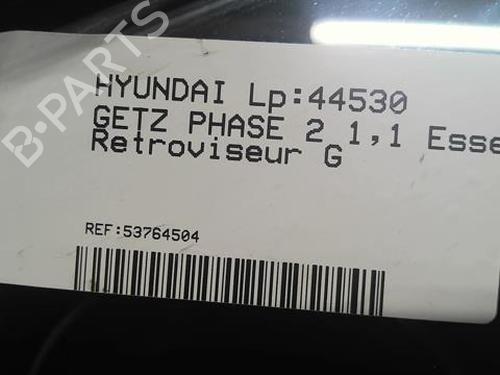 B-PARTS
HYUNDAI Lp:44530
GETZ PHASE 2 1,1 Esse
Retroviseur G
REF:53764504